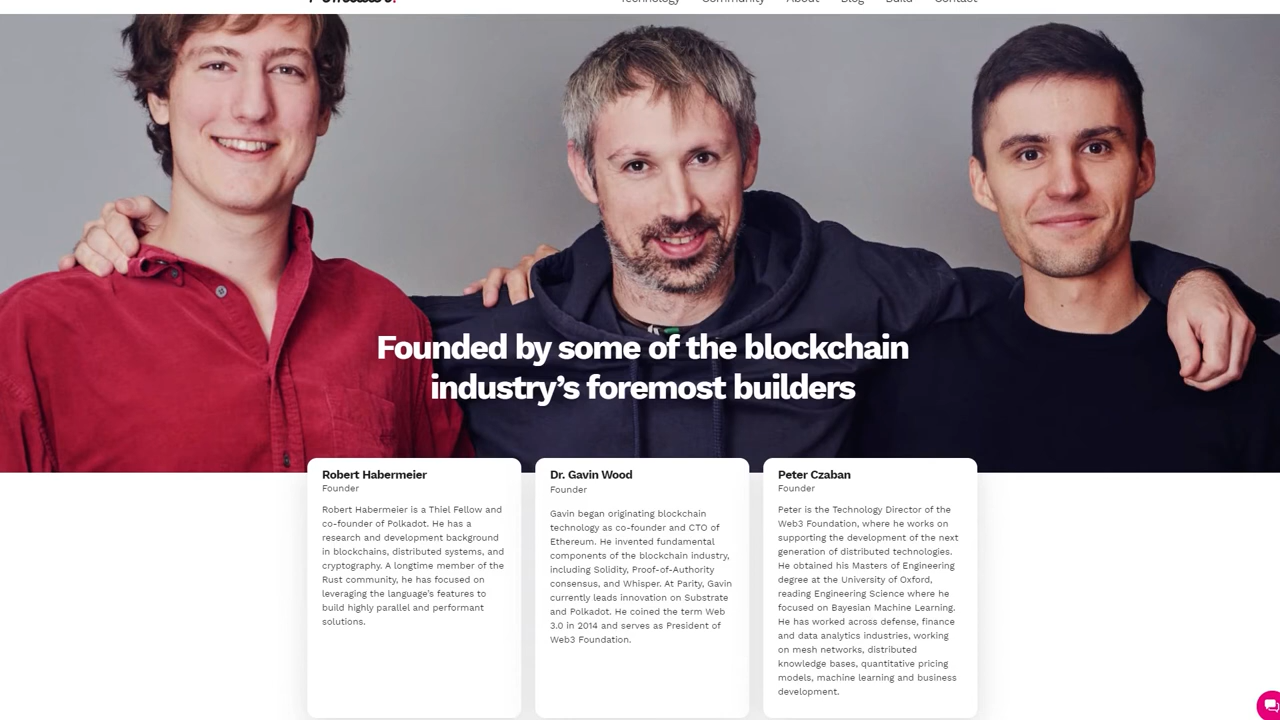 Technology Community About Blog Build Contact
Founded by some of the blockchain
industry's foremost builders
Robert Habermeier
Founder
Robert Habermeier is a Thiel Fellow and
co-founder of Polkadot. He has a
research and development background
in blockchains, distributed systems, and
cryptography. A longtime member of the
Rust community, he has focused on
leveraging the language's features to
build highly parallel and performant
solutions.
Dr. Gavin Wood
Founder
Gavin began originating blockchain
technology as co-founder and CTO of
Ethereum. He invented fundamental
components of the blockchain industry,
including Solidity, Proof-of-Authority
consensus, and Whisper. At Parity, Gavin
currently leads innovation on Substrate
and Polkadot. He coined the term Web
3.0 in 2014 and serves as President of
Web3 Foundation.
Peter Czaban
Founder
Peter is the Technology Director of the
Web3 Foundation, where he works on
supporting the development of the next
generation of distributed technologies.
He obtained his Masters of Engineering
degree at the University of Oxford,
reading Engineering Science where he
focused on Bayesian Machine Learning.
He has worked across defense, finance
and data analytics industries, working
on mesh networks, distributed
knowledge bases, quantitative pricing
models, machine learning and business
development.